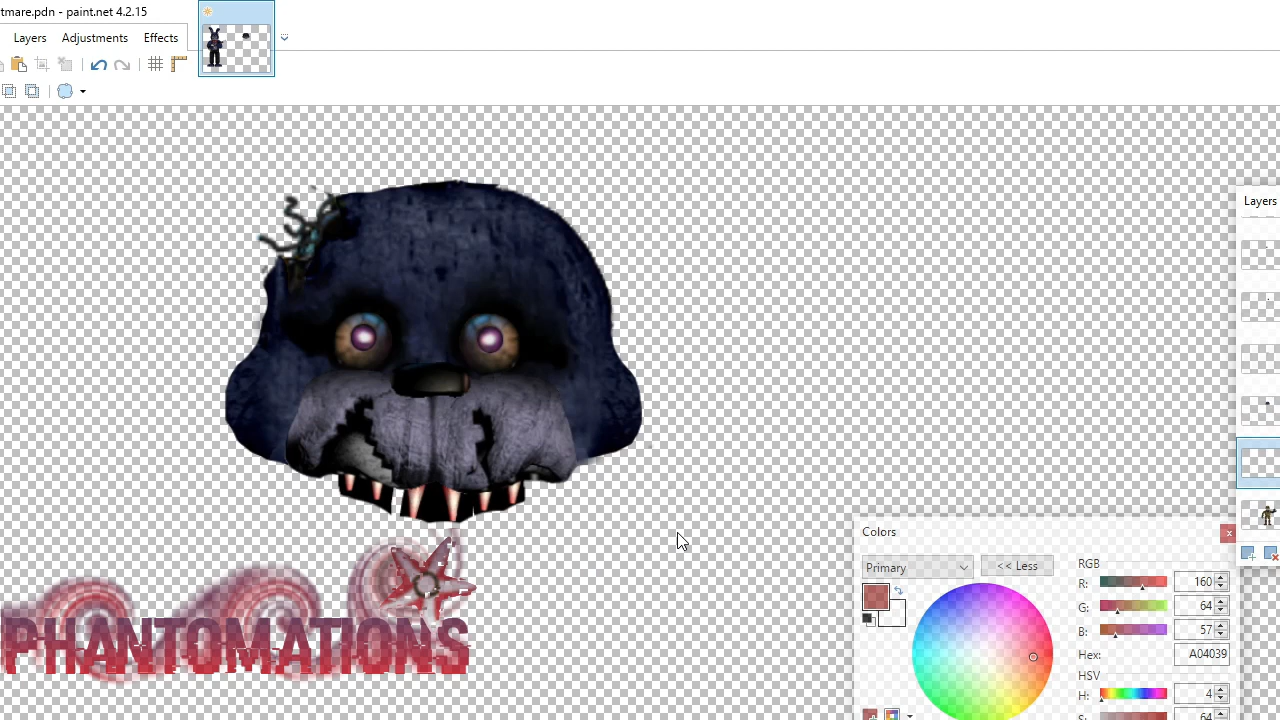 tmare.pdn - paint.net 4.2.15
Layers Adjustments Effects
Layers
Colors
Primary
<< Less
RGB
R: 160
G: 64
B: 57
Hex: A04039
HSV
H: 4
PHANTOMATIONS